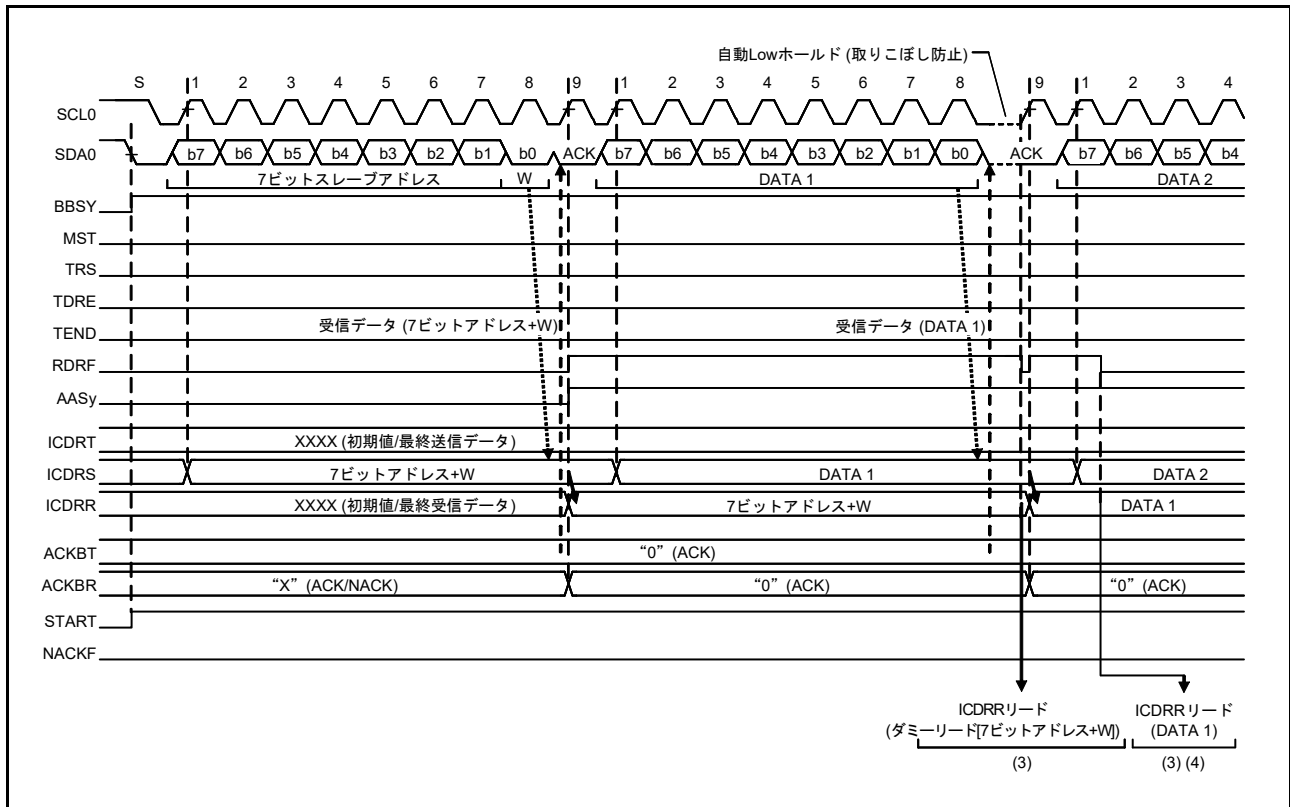 自動Lowホールド (取りこぼし防止)
S 1 2 3 4 5 6 7 8 9 1 2 3 4 5 6 7 8 9 1 2 3 4
SCL0
SDA0 b7 b6 b5 b4 b3 b2 b1 b0 ACK b7 b6 b5 b4 b3 b2 b1 b0 ACK b7 b6 b5 b4
7ビットスレーブアドレス W DATA 1 DATA 2
BBSY
MST
TRS
TDRE
TEND 受信データ (7ビットアドレス+W) 受信データ (DATA 1)
RDRF
AASy
ICDRT XXXX (初期値/最終送信データ)
ICDRS 7ビットアドレス+W DATA 1 DATA 2
ICDRR XXXX (初期値/最終受信データ) 7ビットアドレス+W DATA 1
ACKBT “0” (ACK)
ACKBR “X” (ACK/NACK) “0” (ACK) “0” (ACK)
START
NACKF
ICDRRリード ICDRRリード
(ダミーリード[7ビットアドレス+W]) (DATA 1)
(3) (3) (4)